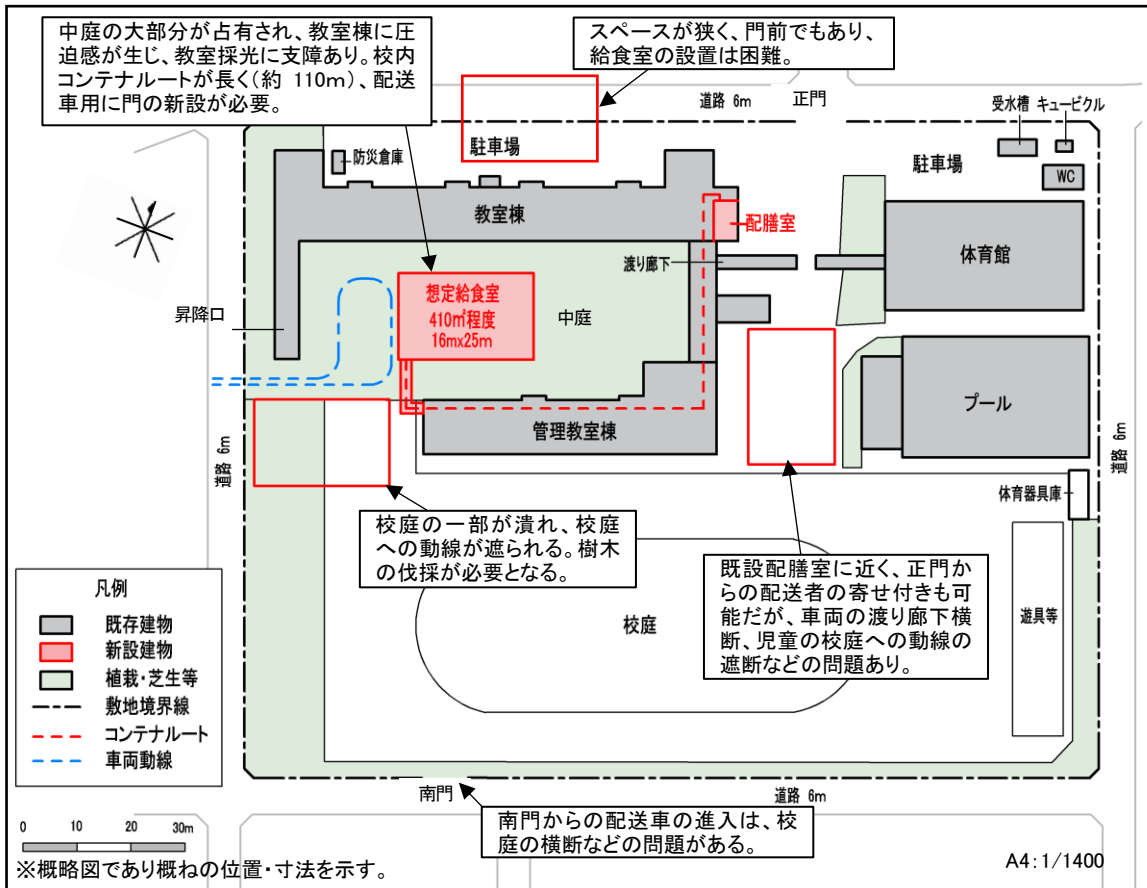 中庭の大部分が占有され、教室棟に圧
迫感が生じ、教室採光に支障あり。校内
コンテナルートが長く(約 110m)、配送
車用に門の新設が必要。
スペースが狭く、門前でもあり、
給食室の設置は困難。
道路 6m
正門
受水槽 キュービクル
駐車場
防災倉庫
駐車場
WC
教室棟
配膳室
渡り廊下
体育館
想定給食室
410㎡程度
16mx25m
中庭
昇降口
プール
管理教室棟
道路 6m
道路 6m
体育器具庫
校庭の一部が潰れ、校庭
への動線が遮られる。樹木
の伐採が必要となる。
既設配膳室に近く、正門か
らの配送者の寄せ付きも可
能だが、車両の渡り廊下横
断、児童の校庭への動線の
遮断などの問題あり。
凡例
既存建物
新設建物
植栽・芝生等
敷地境界線
コンテナルート
車両動線
校庭
遊具等
南門
道路 6m
南門からの配送車の進入は、校
庭の横断などの問題がある。
0 10 20 30m
※概略図であり概ねの位置・寸法を示す。
A4:1/1400